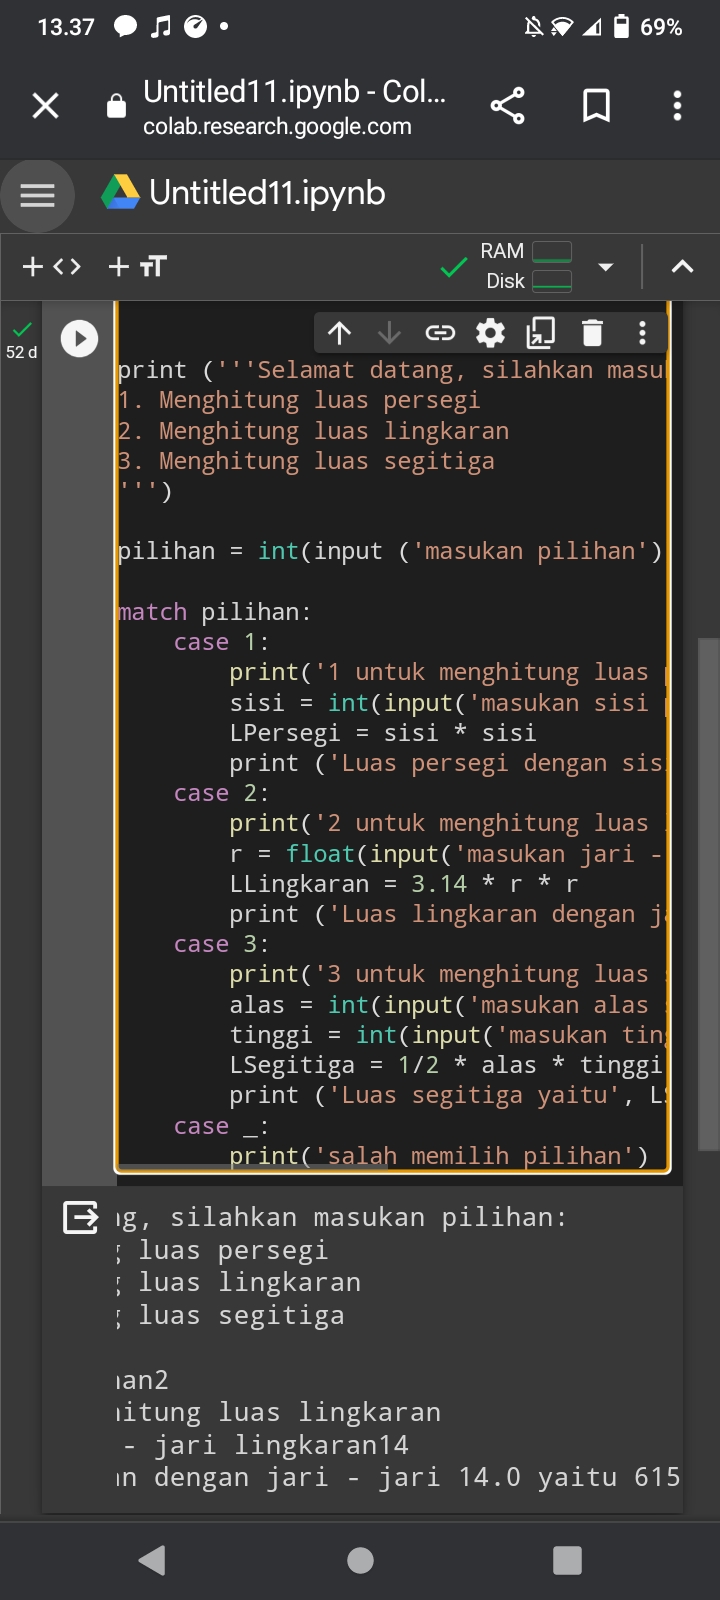 13.37 69%
Untitled11.ipynb - Col...
colab.research.google.com
Untitled11.ipynb
+ <> + TT RAM
Disk
52 d
print ('''Selamat datang, silahkan
1. Menghitung luas persegi
2. Menghitung luas lingkaran
3. Menghitung luas segitiga
''')
pilihan = int(input ('masukan pilihan')
match pilihan:
case 1:
print('1 untuk menghitung luas
sisi = int(input('masukan sisi
LPersegi = sisi * sisi
print ('Luas persegi dengan sis
case 2:
print('2 untuk menghitung luas
r = float(input('masukan jari -
LLingkaran = 3.14 * r * r
print ('Luas lingkaran dengan
case 3:
print('3 untuk menghitung luas
alas = int(input('masukan alas
tinggi = int(input('masukan
LSegitiga = 1/2 * alas * tinggi
print ('Luas segitiga yaitu',
case _:
print('salah memilih pilihan')
ng, silahkan masukan pilihan:
g luas persegi
g luas lingkaran
g luas segitiga
nan2
hitung luas lingkaran
- jari lingkaran14
n dengan jari - jari 14.0 yaitu 615